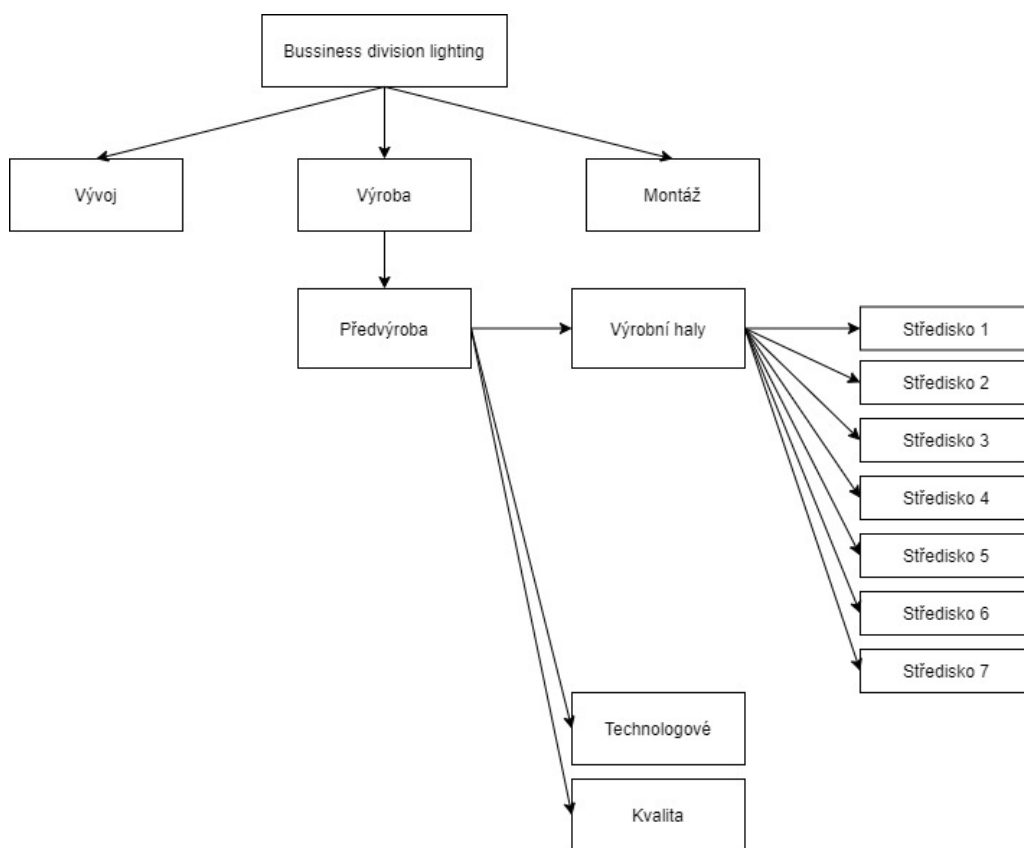 Bussiness division lighting
Vývoj
Výroba
Montáž
Předvýroba
Výrobní haly
Středisko 1
Středisko 2
Středisko 3
Středisko 4
Středisko 5
Středisko 6
Středisko 7
Technologové
Kvalita